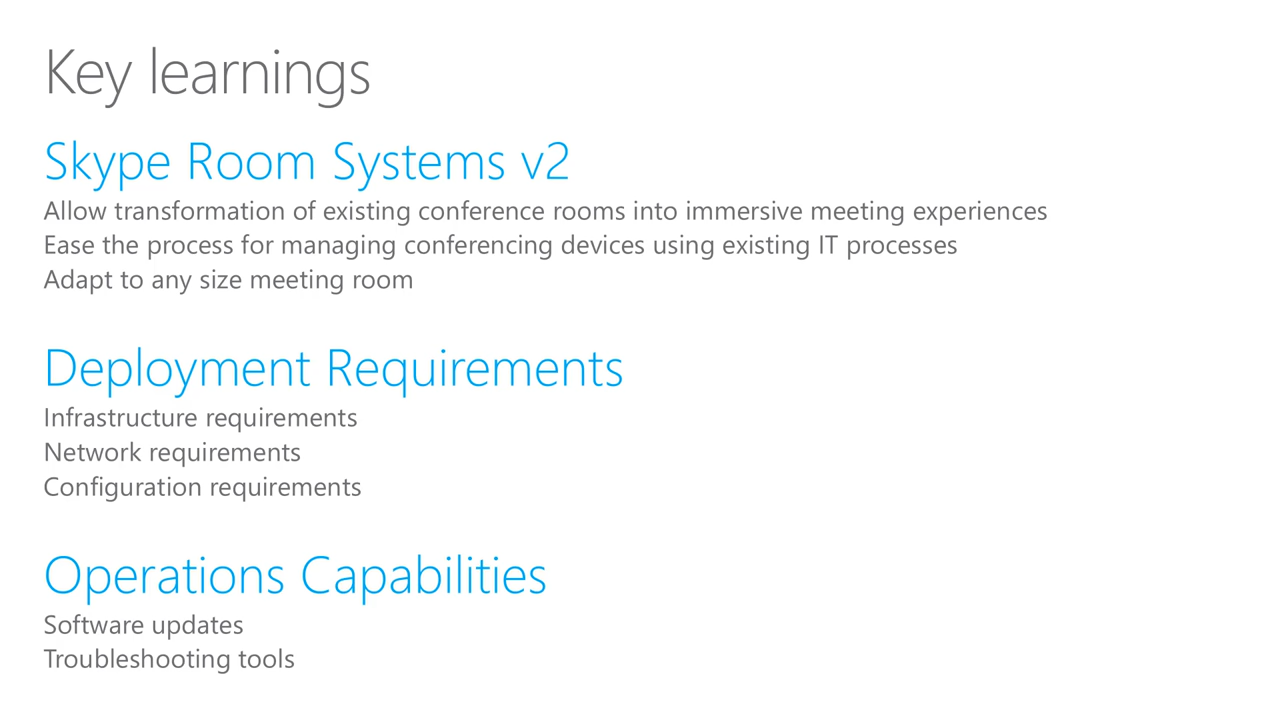 Key learnings
Skype Room Systems v2
Allow transformation of existing conference rooms into immersive meeting experiences
Ease the process for managing conferencing devices using existing IT processes
Adapt to any size meeting room
Deployment Requirements
Infrastructure requirements
Network requirements
Configuration requirements
Operations Capabilities
Software updates
Troubleshooting tools